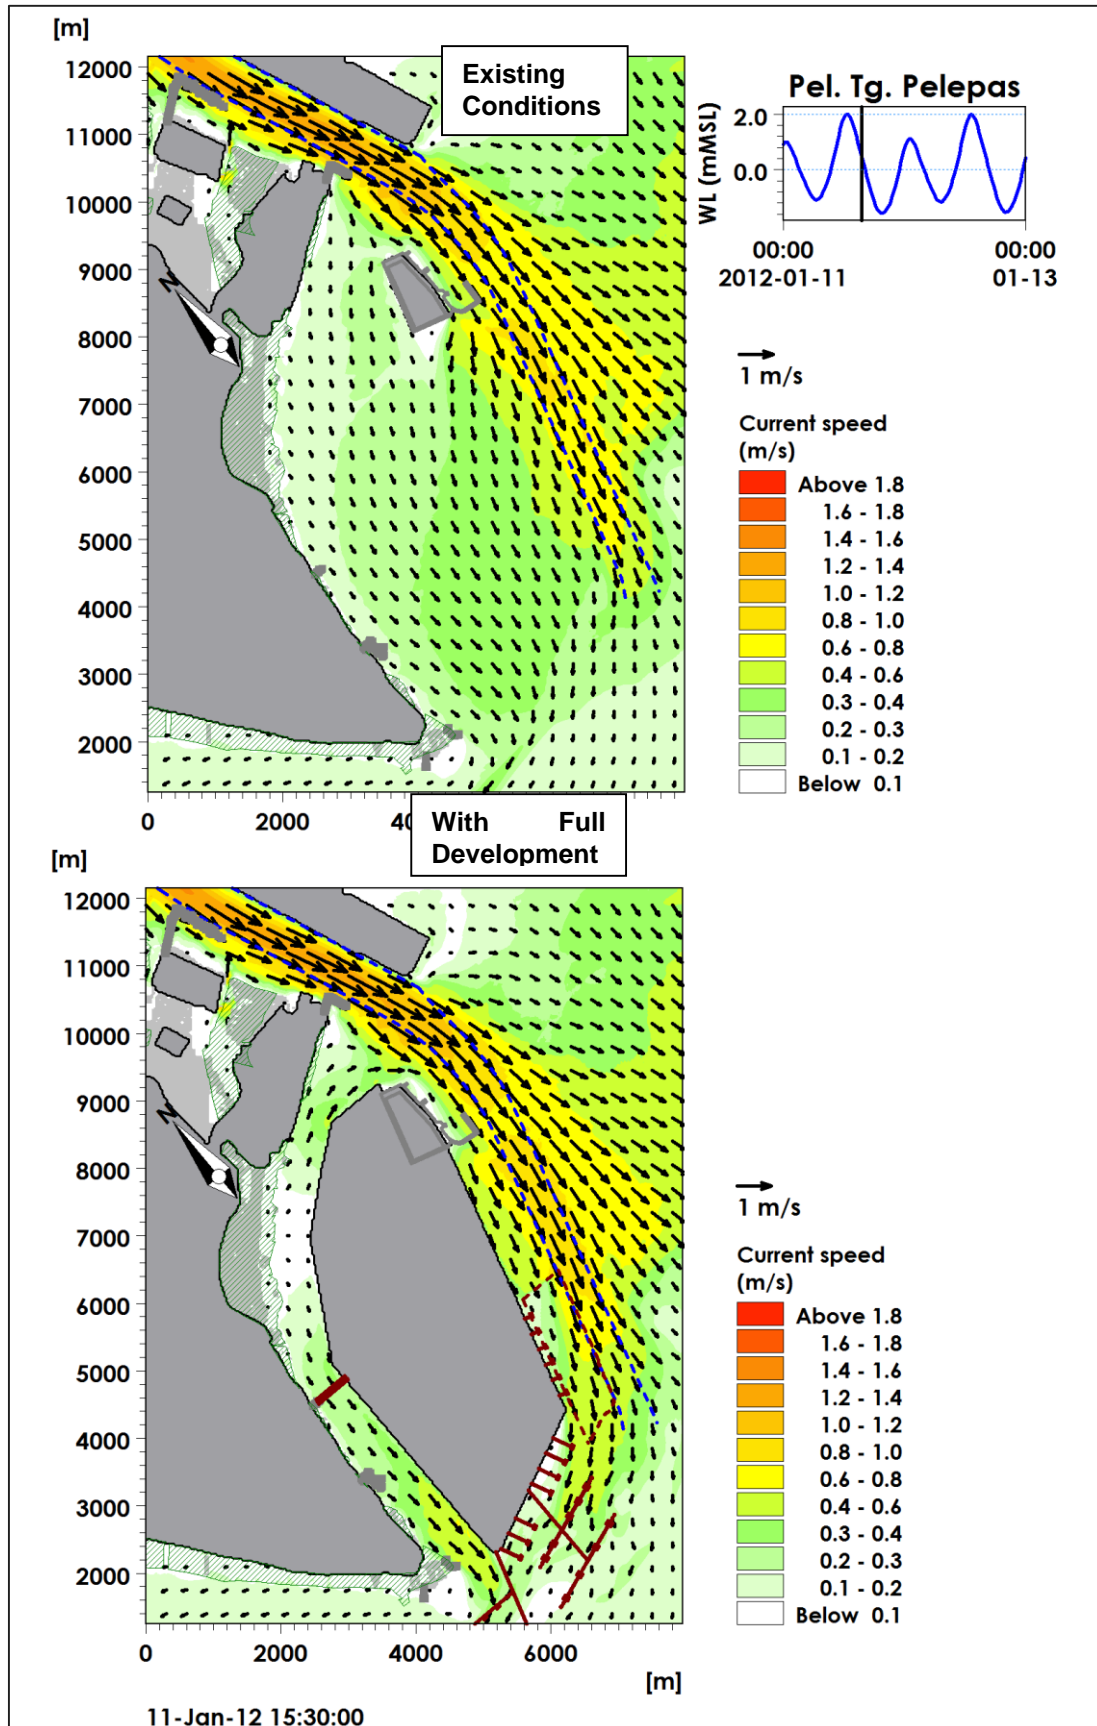 [m]
Existing
Conditions
12000
11000
10000
9000
8000
7000
6000
5000
4000
3000
2000
0
2000
N
Pel. Tg. Pelepas
WL (mMSL)
2.0
0.0
00:00
2012-01-11
00:00
01-13
1 m/s
Current speed
(m/s)
Above 1.8
1.6 - 1.8
1.4 - 1.6
1.2 - 1.4
1.0 - 1.2
0.8 - 1.0
0.6 - 0.8
0.4 - 0.6
0.3 - 0.4
0.2 - 0.3
0.1 - 0.2
Below 0.1
With Full
Development
[m]
12000
11000
10000
9000
8000
7000
6000
5000
4000
3000
2000
0
2000
4000
6000
[m]
N
1 m/s
Current speed
(m/s)
Above 1.8
1.6 - 1.8
1.4 - 1.6
1.2 - 1.4
1.0 - 1.2
0.8 - 1.0
0.6 - 0.8
0.4 - 0.6
0.3 - 0.4
0.2 - 0.3
0.1 - 0.2
Below 0.1
11-Jan-12 15:30:00